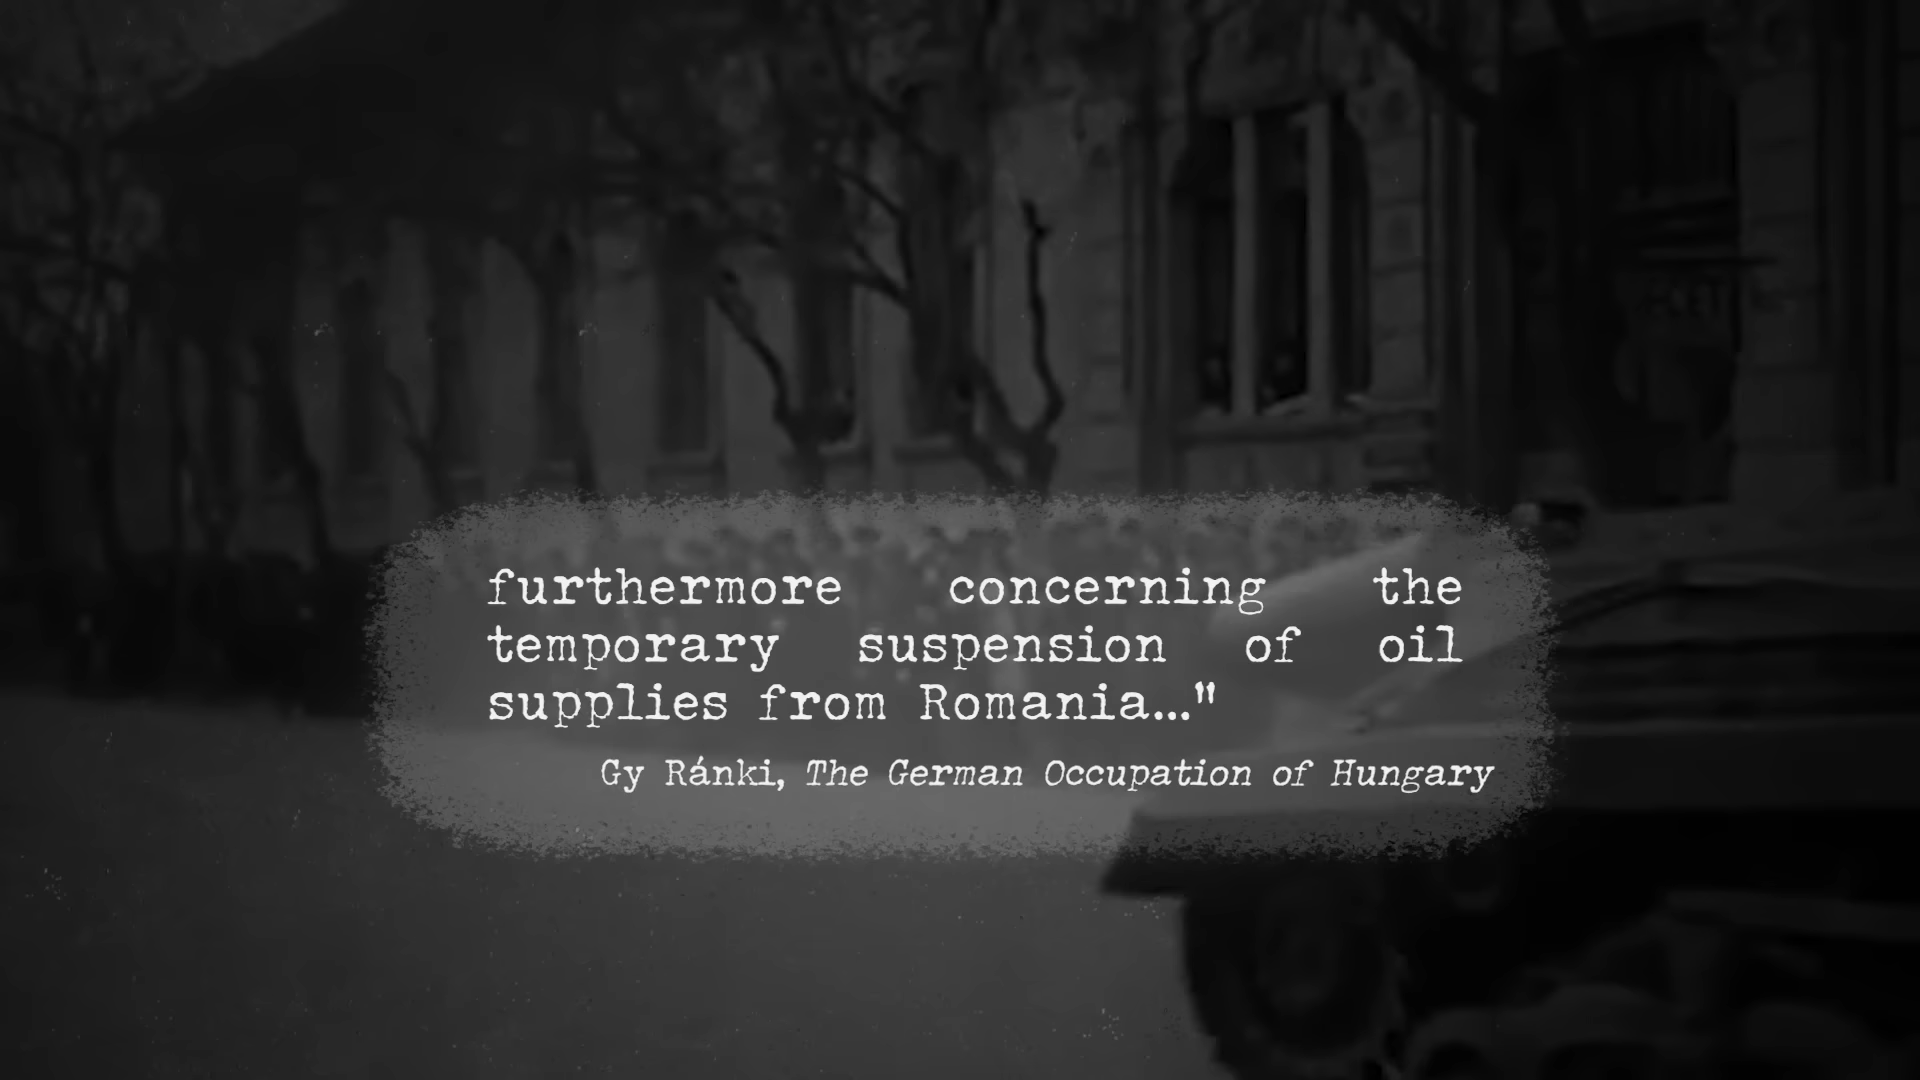 furthermore concerning the
temporary suspension of oil
supplies from Romania..."
Gy Ránki, The German Occupation of Hungary